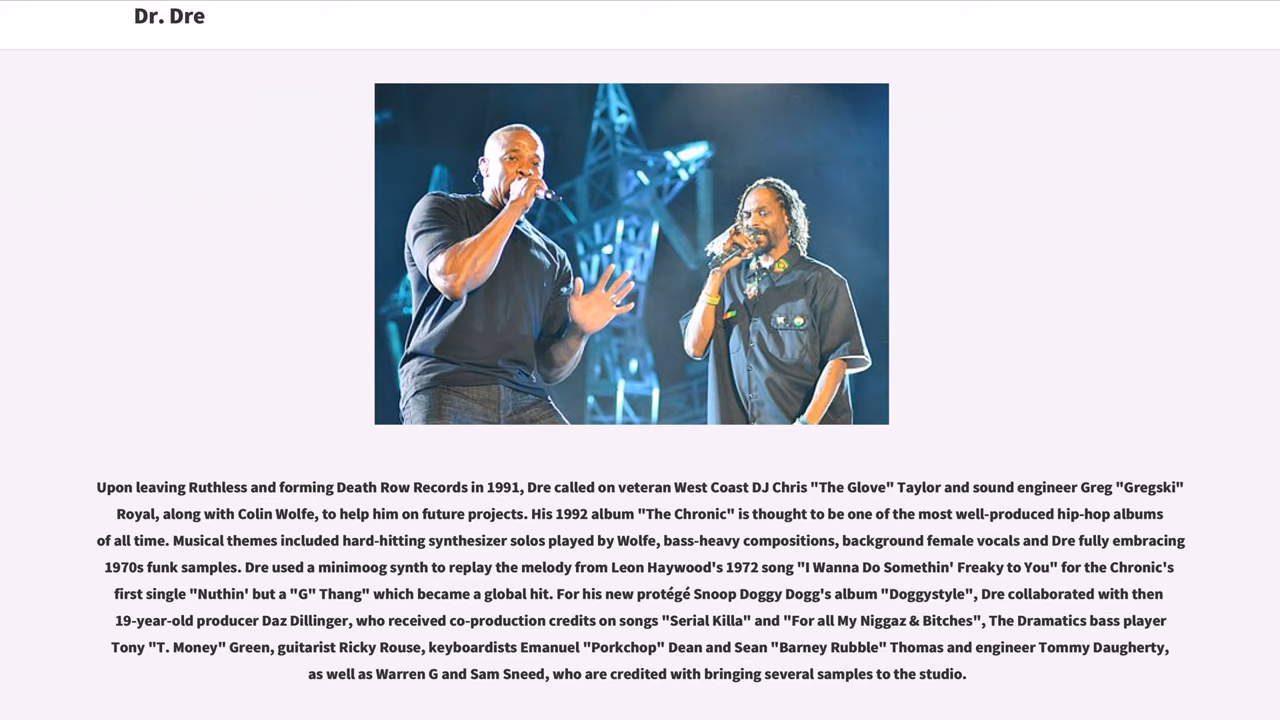 Dr. Dre
Upon leaving Ruthless and forming Death Row Records in 1991, Dre called on veteran West Coast DJ Chris "The Glove" Taylor and sound engineer Greg "Gregski"
Royal, along with Colin Wolfe, to help him on future projects. His 1992 album "The Chronic" is thought to be one of the most well-produced hip-hop albums
of all time. Musical themes included hard-hitting synthesizer solos played by Wolfe, bass-heavy compositions, background female vocals and Dre fully embracing
1970s funk samples. Dre used a minimoog synth to replay the melody from Leon Haywood's 1972 song "I Wanna Do Somethin' Freaky to You" for the Chronic's
first single "Nuthin' but a "G" Thang" which became a global hit. For his new protégé Snoop Doggy Dogg's album "Doggystyle", Dre collaborated with then
19-year-old producer Daz Dillinger, who received co-production credits on songs "Serial Killa" and "For all My Niggaz & Bitches", The Dramatics bass player
Tony "T. Money" Green, guitarist Ricky Rouse, keyboardists Emanuel "Porkchop" Dean and Sean "Barney Rubble" Thomas and engineer Tommy Daugherty,
as well as Warren G and Sam Sneed, who are credited with bringing several samples to the studio.